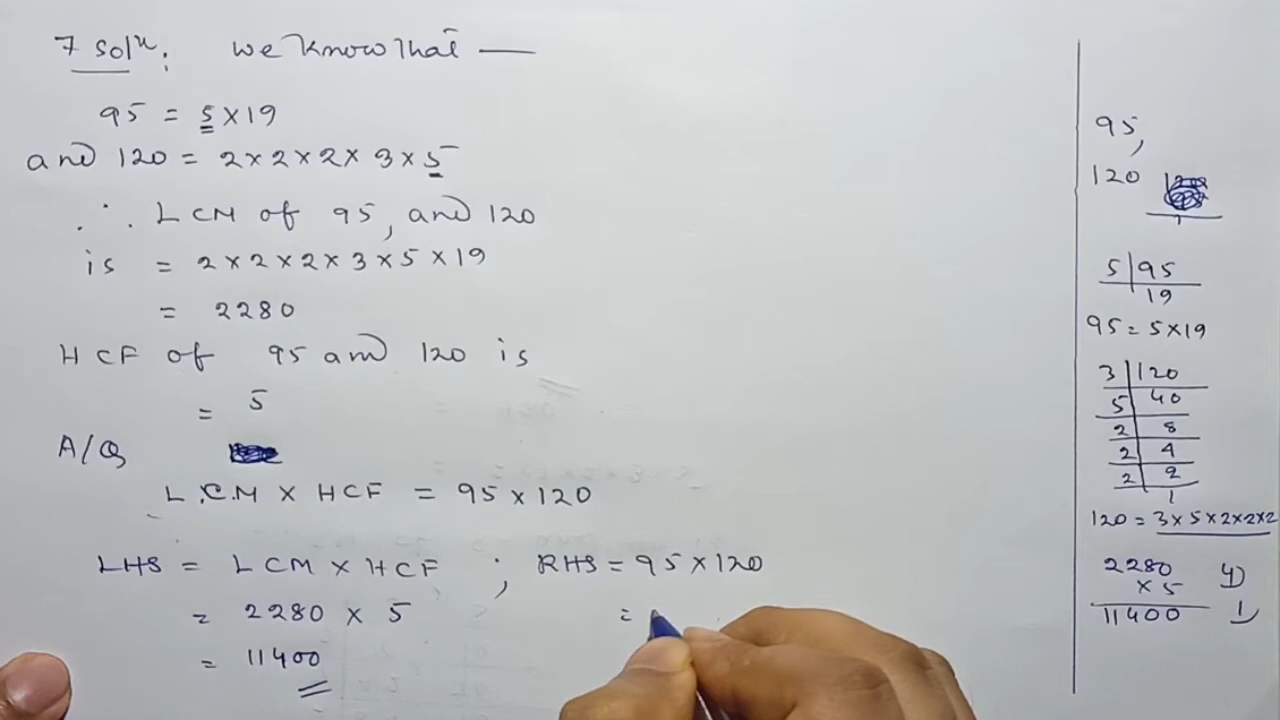 7 Solⁿ: we know that —
95 = 5 × 19
and 120 = 2 × 2 × 2 × 3 × 5
∴ LCM of 95, and 120
is = 2 × 2 × 2 × 3 × 5 × 19
= 2280
HCF of 95 and 120 is
= 5
A/Q
L.C.M × HCF = 95 × 120
LHS = LCM × HCF ; RHS = 95 × 120
= 2280 × 5 =
= 11400
95,
120
5 | 95
19
95 = 5 × 19
3 | 120
5 | 40
2 | 8
2 | 4
2 | 2
1
120 = 3 × 5 × 2 × 2 × 2
2280
× 5
11400